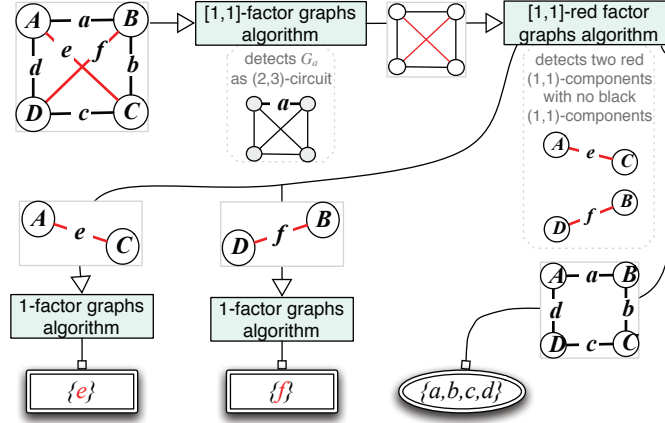 A a B
e f
d b
D c C
[1,1]-factor graphs
algorithm
detects Gₐ
as (2,3)-circuit
a
[1,1]-red factor
graphs algorithm
detects two red
(1,1)-components
with no black
(1,1)-components
A e C
D f B
A e C
D f B
1-factor graphs
algorithm
1-factor graphs
algorithm
A a B
d b
D c C
{e}
{f}
{a,b,c,d}